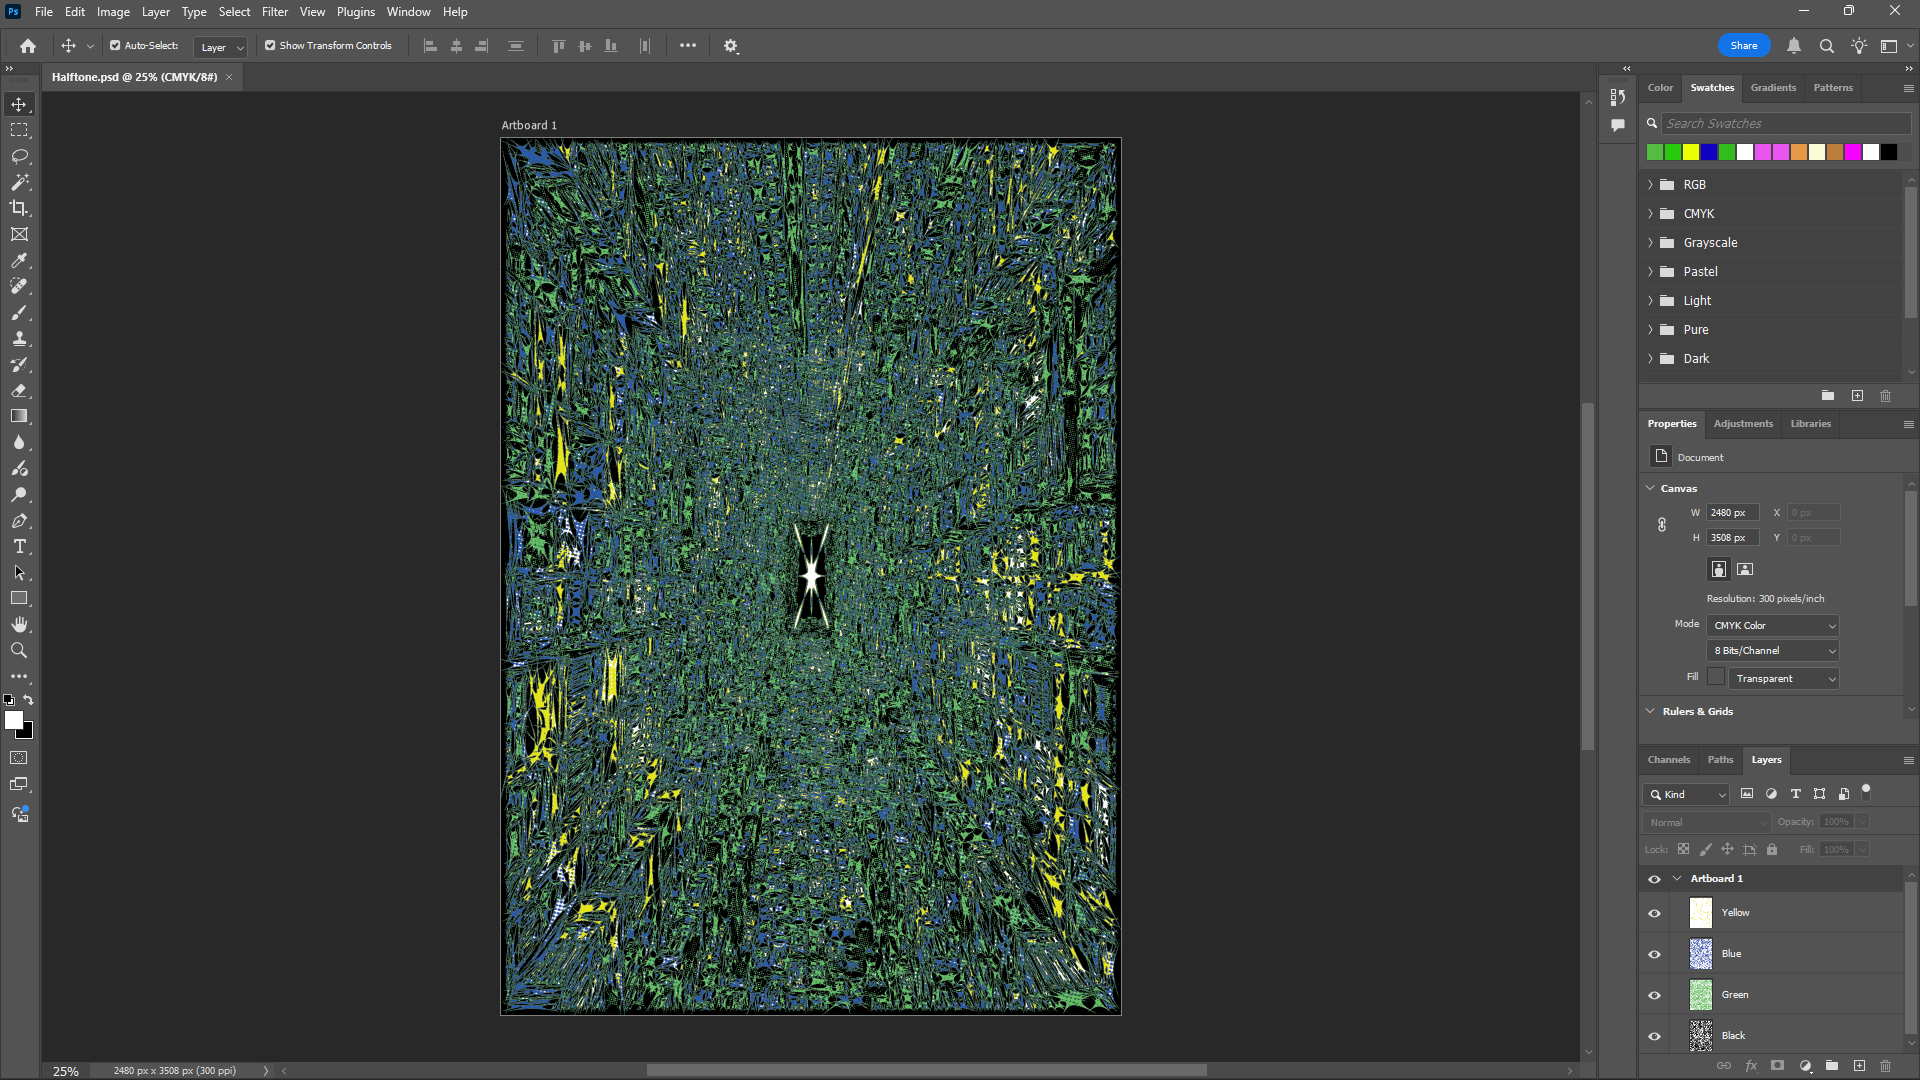 Ps File Edit Image Layer Type Select Filter View Plugins Window Help
Auto-Select: Layer Show Transform Controls Share
Halftone.psd @ 25% (CMYK/8#)
Artboard 1
Color Swatches Gradients Patterns
Search Swatches
RGB
CMYK
Grayscale
Pastel
Light
Pure
Dark
Properties Adjustments Libraries
Document
Canvas
W 2480 px X 0 px
H 3508 px Y 0 px
Resolution: 300 pixels/inch
Mode CMYK Color
8 Bits/Channel
Fill Transparent
Rulers & Grids
Channels Paths Layers
Kind
Normal Opacity: 100%
Lock: Fill: 100%
Artboard 1
Yellow
Blue
Green
Black
25% 2480 px x 3508 px (300 ppi)